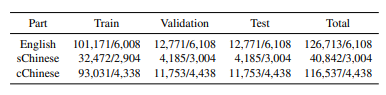 Part Train Validation Test Total
English 101,171/6,008 12,771/6,108 12,771/6,108 126,713/6,108
sChinese 32,472/2,904 4,185/3,004 4,185/3,004 40,842/3,004
cChinese 93,031/4,338 11,753/4,438 11,753/4,438 116,537/4,438